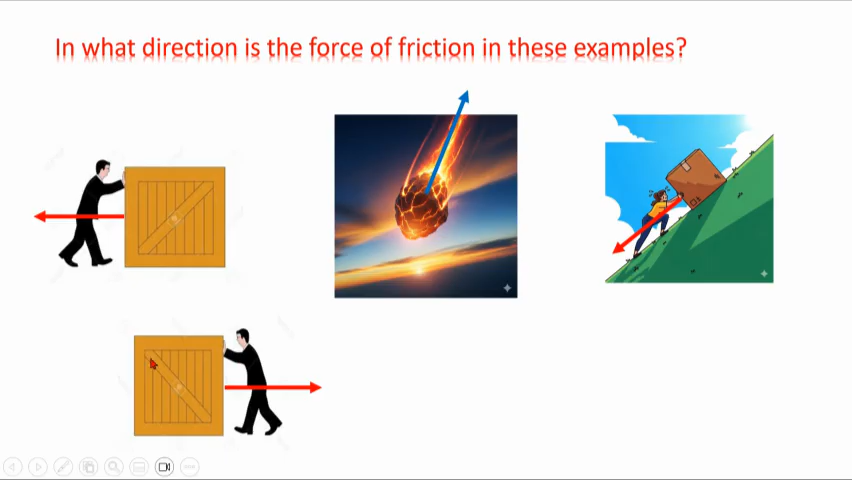 In what direction is the force of friction in these examples?